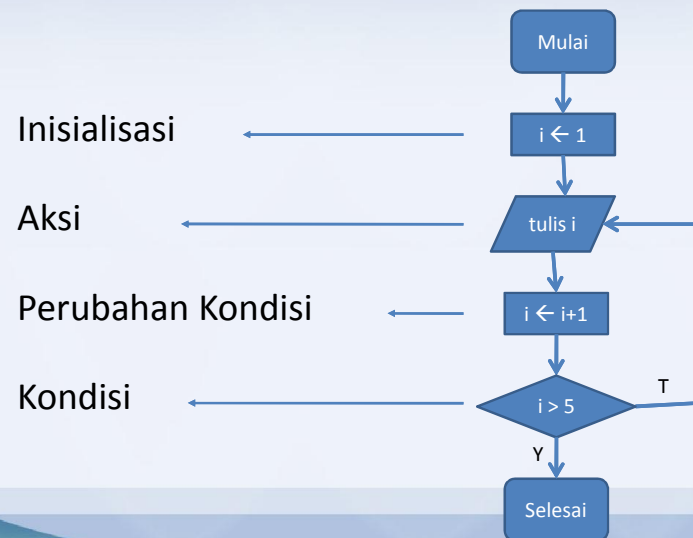 Mulai
Inisialisasi
i ← 1
Aksi
tulis i
Perubahan Kondisi
i ← i+1
Kondisi
i > 5
T
Y
Selesai